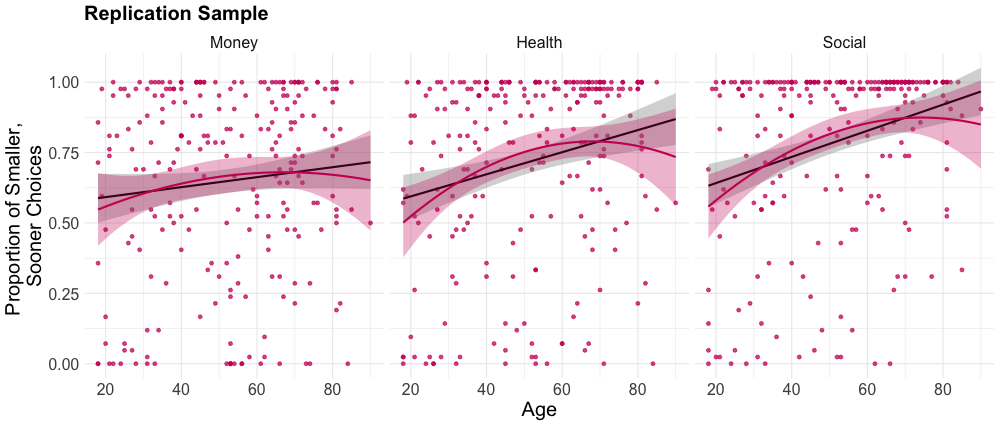 Replication Sample
Money
Health
Social
Proportion of Smaller,
Sooner Choices
1.00
0.75
0.50
0.25
0.00
20 40 60 80
20 40 60 80
20 40 60 80
Age